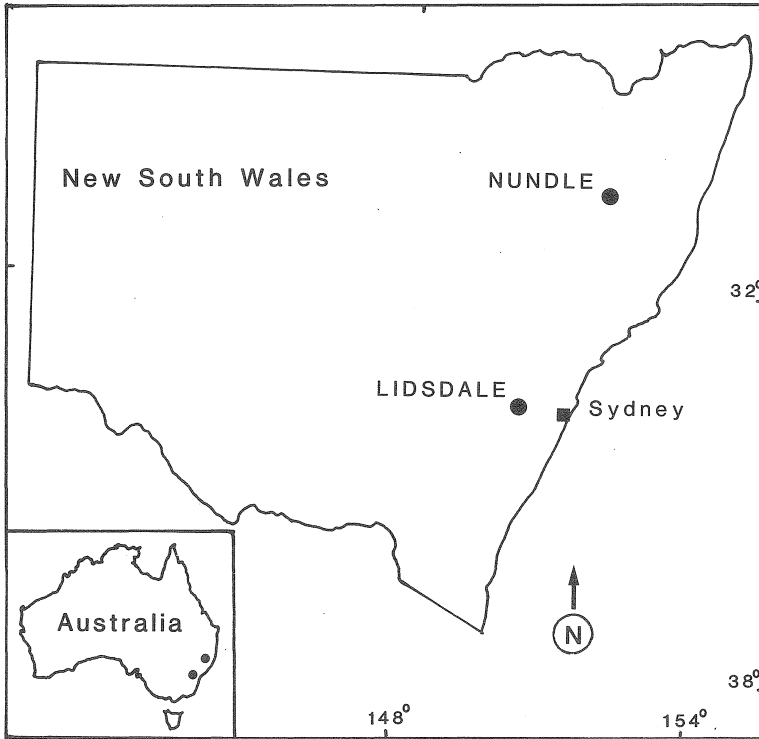 New South Wales
NUNDLE
32°
LIDSDALE
Sydney
Australia
N
38°
148°
154°